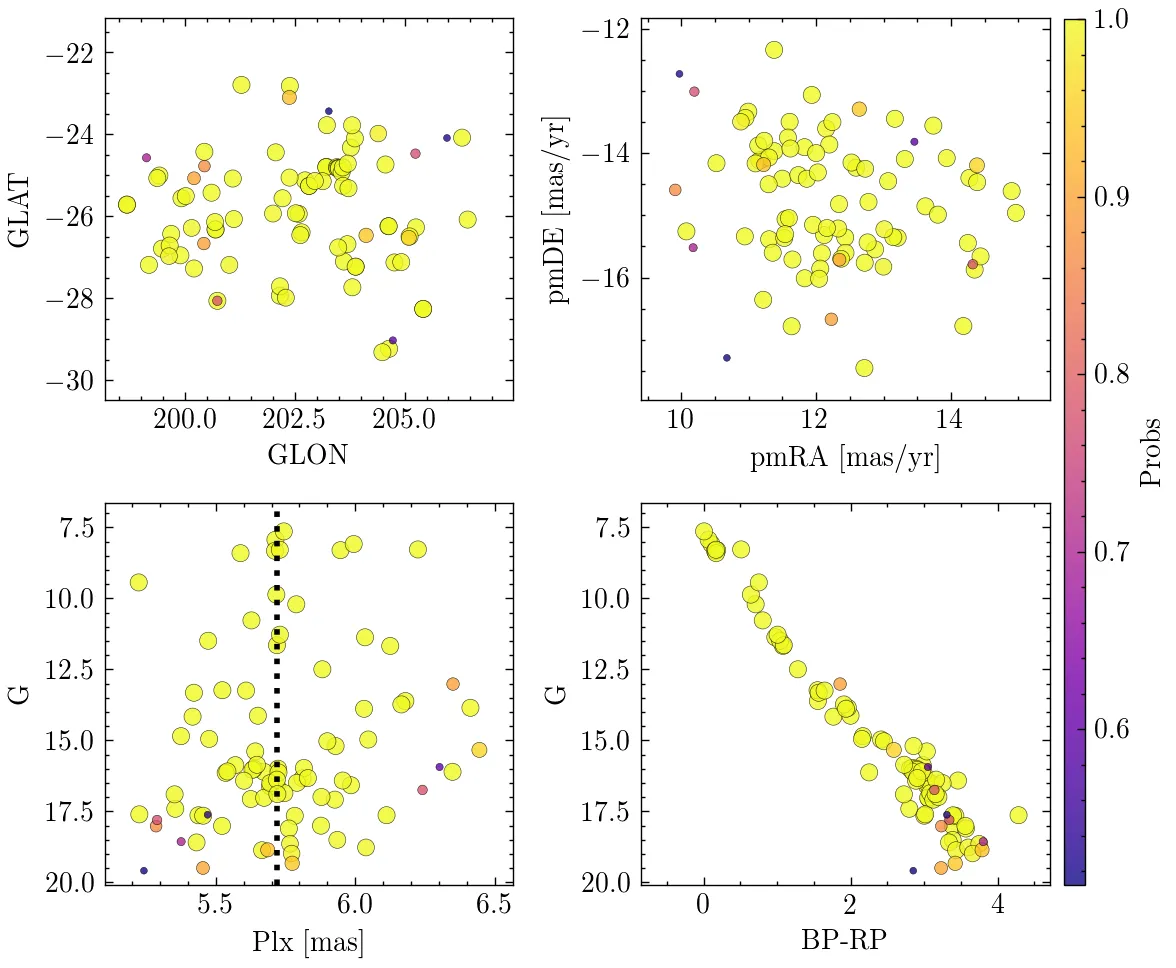 −22
−24
−26
−28
−30
GLAT
200.0 202.5 205.0
GLON
−12
−14
−16
pmDE [mas/yr]
10 12 14
pmRA [mas/yr]
1.0
0.9
0.8
0.7
0.6
Probs
7.5
10.0
12.5
15.0
17.5
20.0
G
5.5 6.0 6.5
Plx [mas]
7.5
10.0
12.5
15.0
17.5
20.0
G
0 2 4
BP-RP